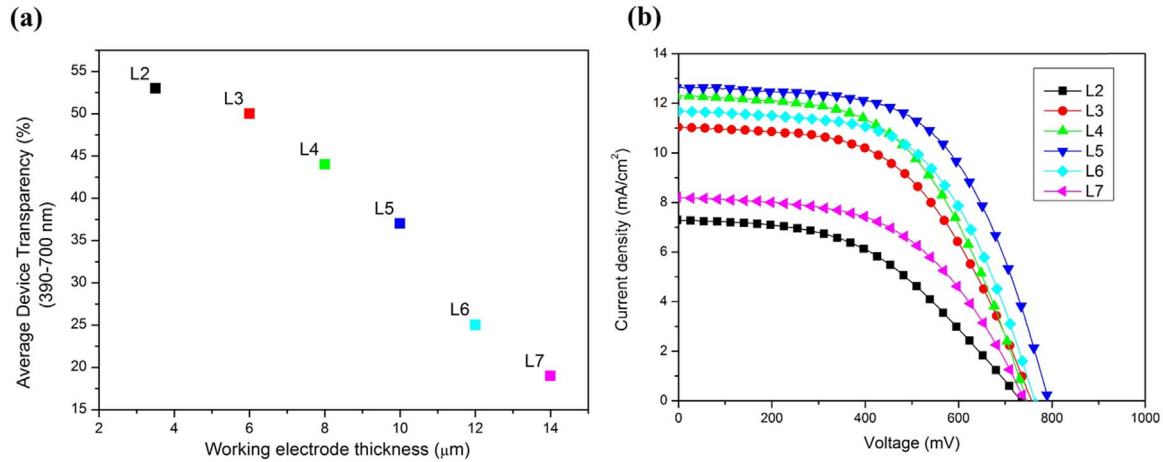 (a)
Average Device Transparency (%)
(390-700 nm)
55
50
45
40
35
30
25
20
15
L2
L3
L4
L5
L6
L7
2 4 6 8 10 12 14
Working electrode thickness (μm)
(b)
Current density (mA/cm²)
14
12
10
8
6
4
2
0
L2
L3
L4
L5
L6
L7
0 200 400 600 800 1000
Voltage (mV)